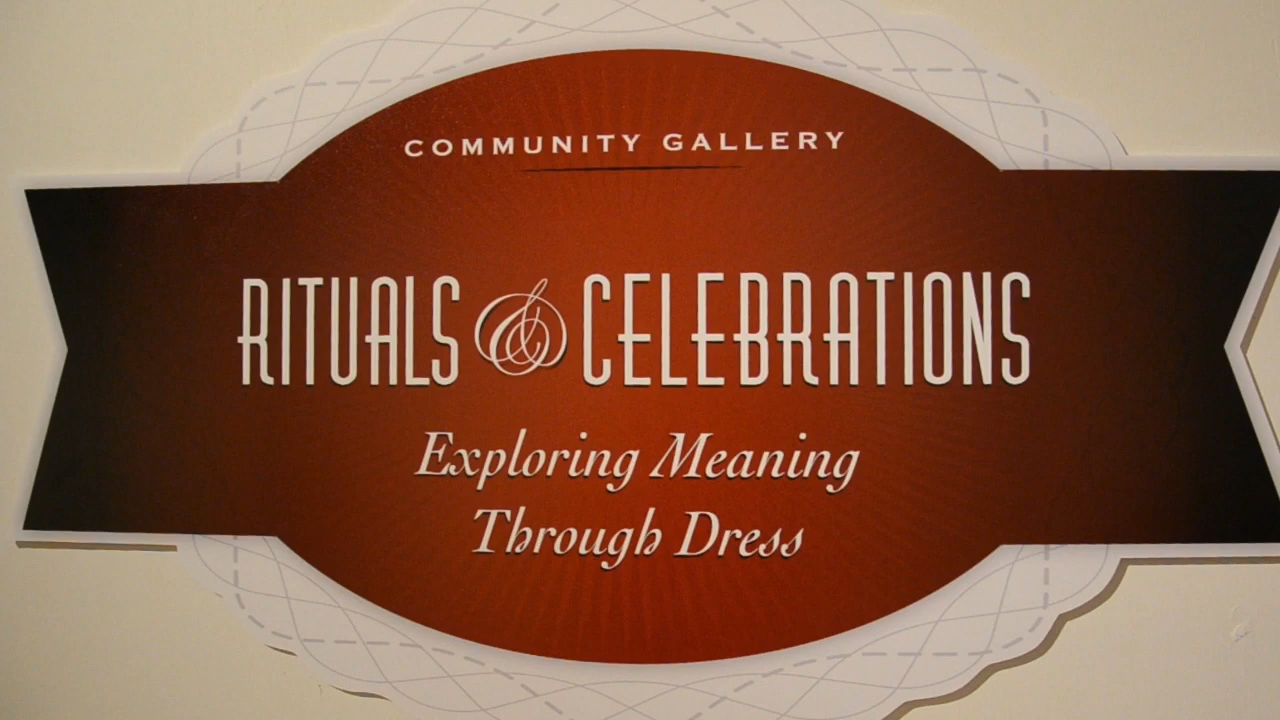 COMMUNITY GALLERY
RITUALS & CELEBRATIONS
Exploring Meaning
Through Dress